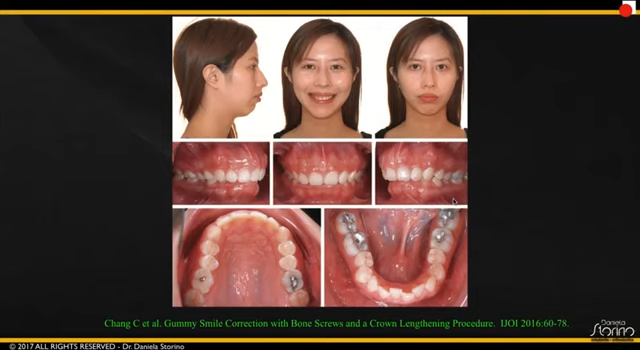 Chang C et al. Gummy Smile Correction with Bone Screws and a Crown Lengthening Procedure. IJOI 2016:60-78.
Daniela
Storino
© 2017 ALL RIGHTS RESERVED - Dr. Daniela Storino